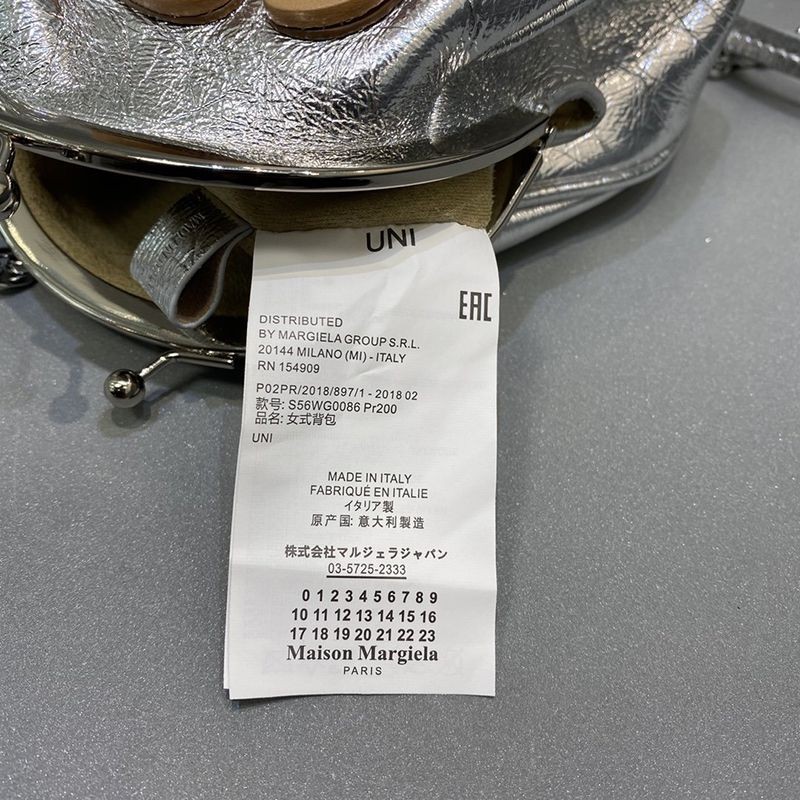 UNI
EAC
DISTRIBUTED
BY MARGIELA GROUP S.R.L.
20144 MILANO (MI) - ITALY
RN 154909
P02PR/2018/897/1 - 2018 02
款号: S56WG0086 Pr200
品名: 女式背包
UNI
MADE IN ITALY
FABRIQUÉ EN ITALIE
イタリア製
原产国: 意大利製造
株式会社マルジェラジャパン
03-5725-2333
0 1 2 3 4 5 6 7 8 9
10 11 12 13 14 15 16
17 18 19 20 21 22 23
Maison Margiela
PARIS